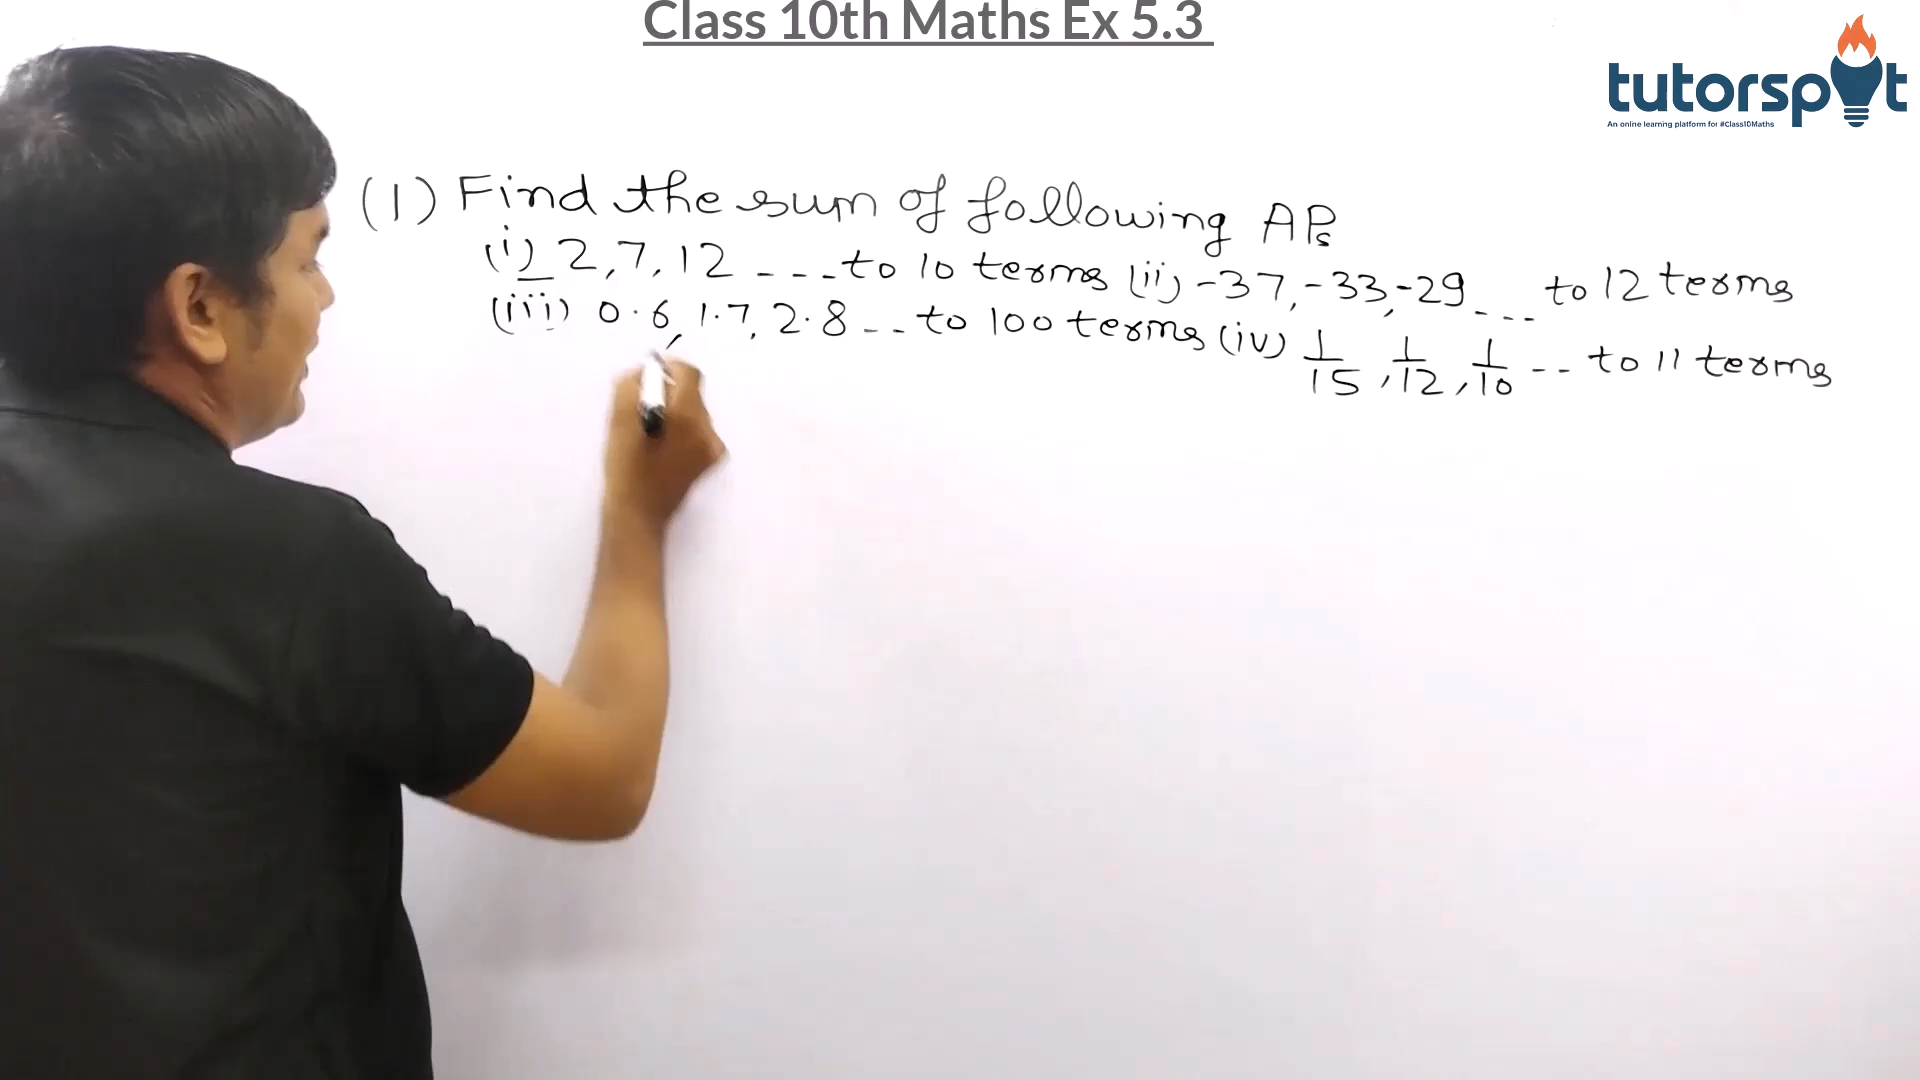 Class 10th Maths Ex 5.3
tutorspot
An online learning platform for #Class10Maths
(1) Find the sum of following APs
(i) 2, 7, 12 - - - to 10 terms (ii) -37, -33, -29 - - - to 12 terms
(iii) 0.6, 1.7, 2.8 - - to 100 terms (iv) 1/15, 1/12, 1/10 - - to 11 terms